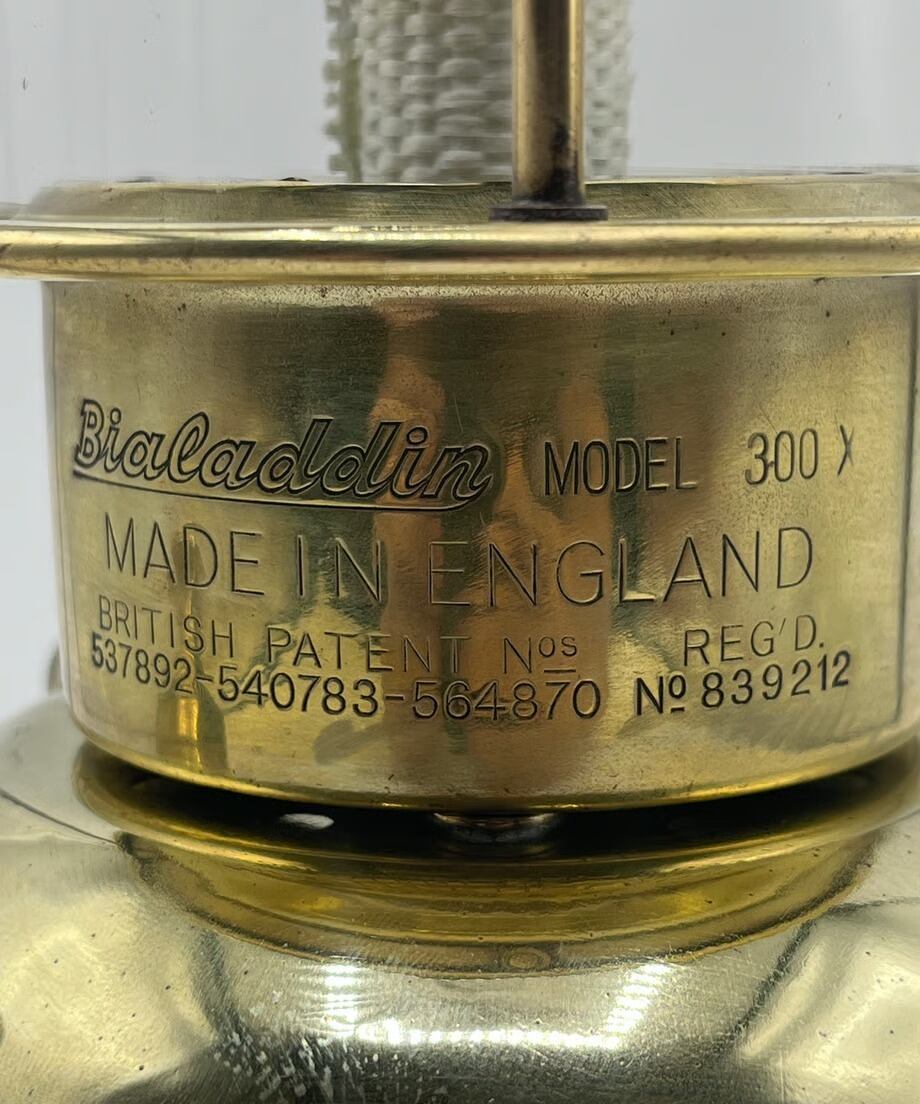 Bialaddin MODEL 300 X
MADE IN ENGLAND
BRITISH PATENT Nos REG'D.
537892-540783-564870 Nº 839212